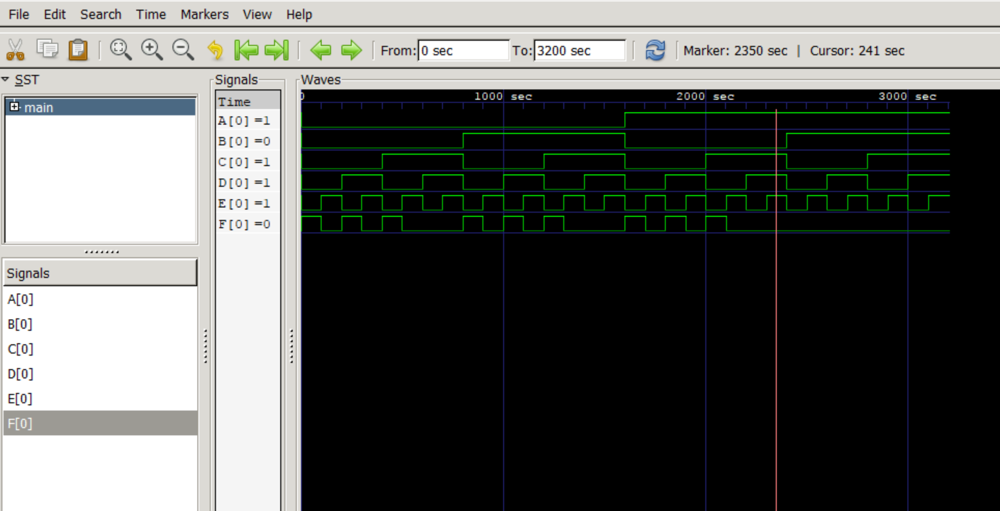 File Edit Search Time Markers View Help
From: 0 sec To: 3200 sec Marker: 2350 sec | Cursor: 241 sec
SST
main
Signals
A[0]
B[0]
C[0]
D[0]
E[0]
F[0]
Signals
Time
A[0] =1
B[0] =0
C[0] =1
D[0] =1
E[0] =1
F[0] =0
Waves
0 1000 sec 2000 sec 3000 sec